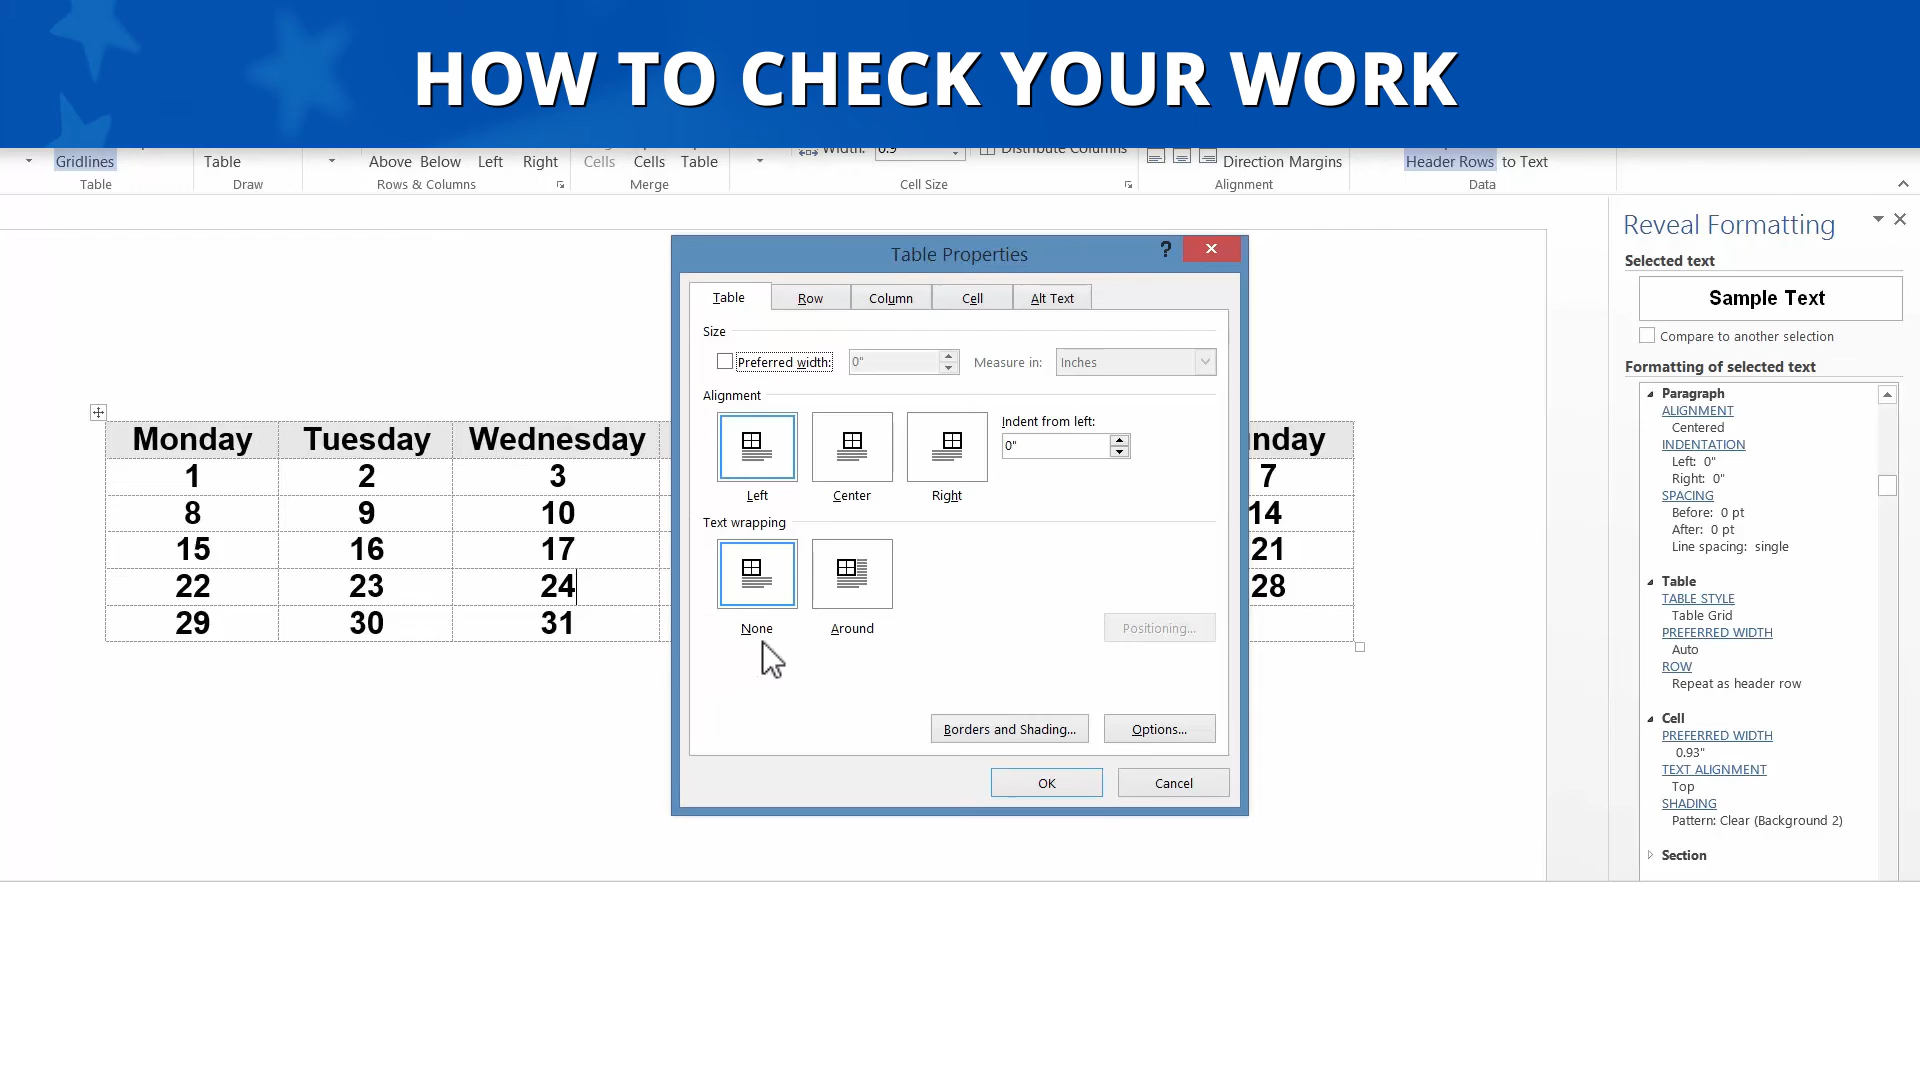 HOW TO CHECK YOUR WORK
Gridlines
Table
Above Below Left Right
Cells Cells Table
Width: 0.9"
Distribute Columns
Direction Margins
Header Rows to Text
Table
Draw
Rows & Columns
Merge
Cell Size
Alignment
Data
Table Properties
?
Table Row Column Cell Alt Text
Size
Preferred width: 0" Measure in: Inches
Alignment
Indent from left:
0"
Left Center Right
Text wrapping
None Around
Positioning...
Borders and Shading... Options...
OK Cancel
Monday Tuesday Wednesday nday
1 2 3 7
8 9 10 14
15 16 17 21
22 23 24 28
29 30 31
Reveal Formatting
Selected text
Sample Text
Compare to another selection
Formatting of selected text
Paragraph
ALIGNMENT
Centered
INDENTATION
Left: 0"
Right: 0"
SPACING
Before: 0 pt
After: 0 pt
Line spacing: single
Table
TABLE STYLE
Table Grid
PREFERRED WIDTH
Auto
ROW
Repeat as header row
Cell
PREFERRED WIDTH
0.93"
TEXT ALIGNMENT
Top
SHADING
Pattern: Clear (Background 2)
Section